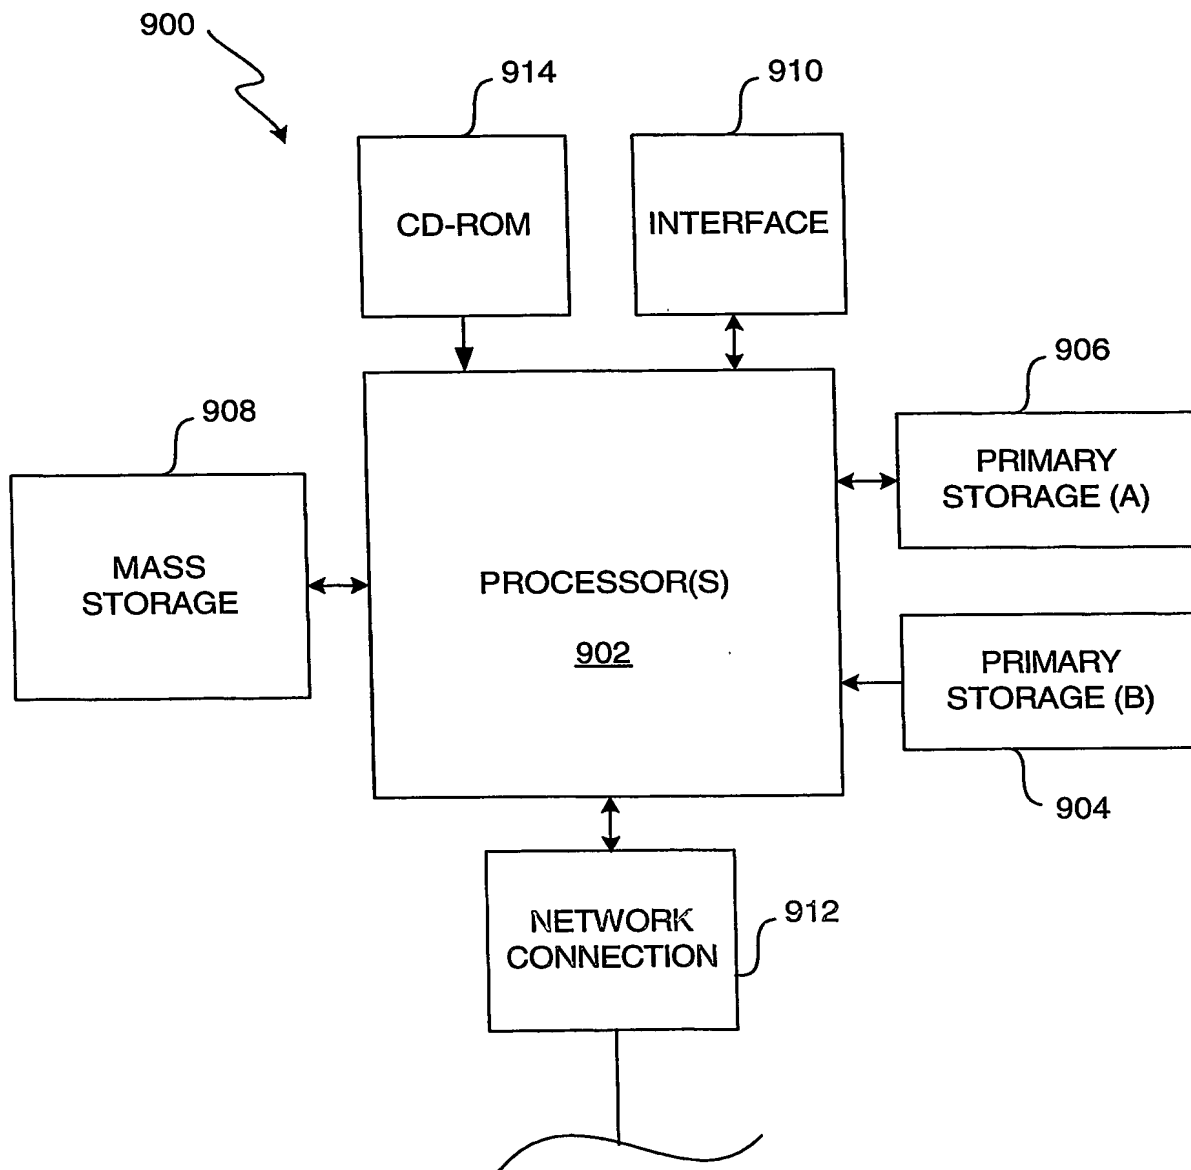 900
914
910
CD-ROM
INTERFACE
906
908
PRIMARY
STORAGE (A)
MASS
STORAGE
PROCESSOR(S)
902
PRIMARY
STORAGE (B)
904
NETWORK
CONNECTION
912